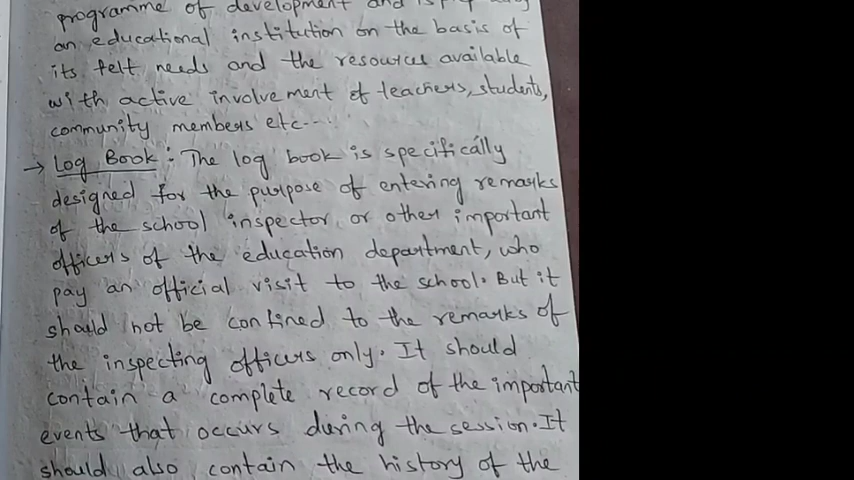 programme of development and is
an educational institution on the basis of
its felt needs and the resources available
with active involvement of teachers, students,
community members etc...
→ Log Book : The log book is specifically
designed for the purpose of entering remarks
of the school inspector, or other important
officers of the education department, who
pay an official visit to the school. But it
should not be confined to the remarks of
the inspecting officers only. It should
contain a complete record of the important
events that occurs during the session. It
should also contain the history of the